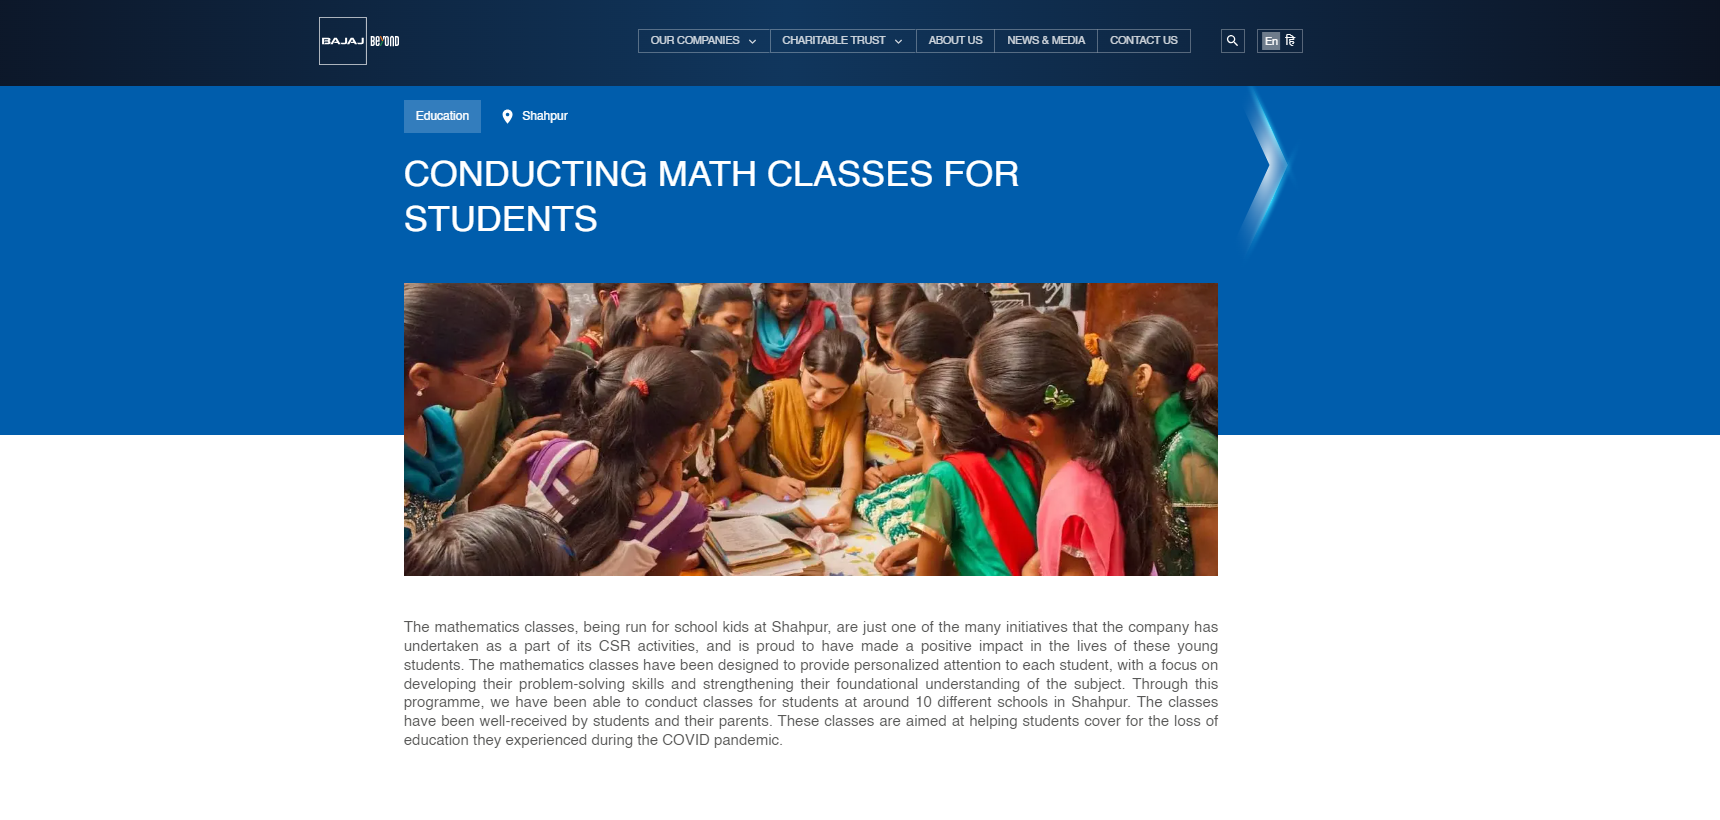 BAJAJ BEYOND
OUR COMPANIES
CHARITABLE TRUST
ABOUT US
NEWS & MEDIA
CONTACT US
En हि
Education
Shahpur
CONDUCTING MATH CLASSES FOR
STUDENTS
The mathematics classes, being run for school kids at Shahpur, are just one of the many initiatives that the company has
undertaken as a part of its CSR activities, and is proud to have made a positive impact in the lives of these young
students. The mathematics classes have been designed to provide personalized attention to each student, with a focus on
developing their problem-solving skills and strengthening their foundational understanding of the subject. Through this
programme, we have been able to conduct classes for students at around 10 different schools in Shahpur. The classes
have been well-received by students and their parents. These classes are aimed at helping students cover for the loss of
education they experienced during the COVID pandemic.